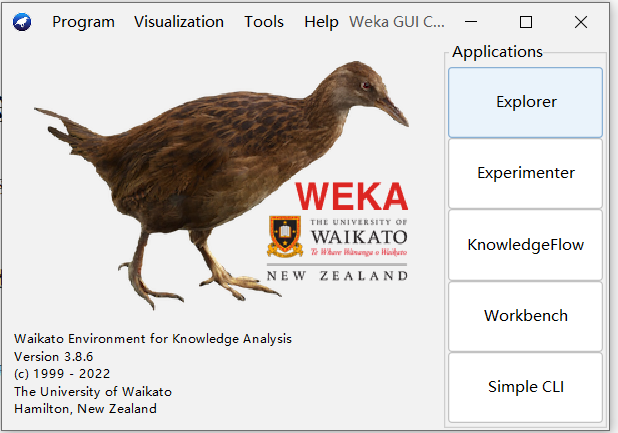 Program Visualization Tools Help Weka GUI C...
Applications
Explorer
Experimenter
KnowledgeFlow
Workbench
Simple CLI
WEKA
THE UNIVERSITY OF
WAIKATO
Te Whare Wānanga o Waikato
NEW ZEALAND
Waikato Environment for Knowledge Analysis
Version 3.8.6
(c) 1999 - 2022
The University of Waikato
Hamilton, New Zealand